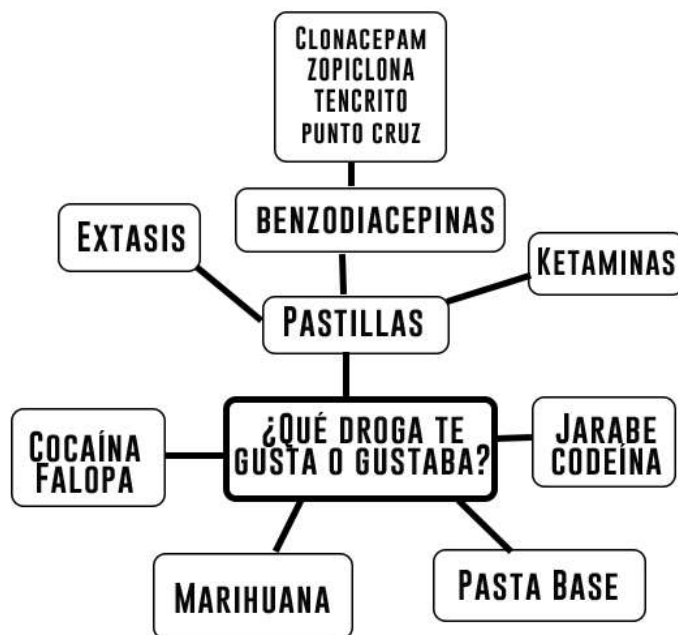 CLONACEPAM
ZOPICLONA
TENCRITO
PUNTO CRUZ
EXTASIS
BENZODIACEPINAS
KETAMINAS
PASTILLAS
¿QUÉ DROGA TE
GUSTA O GUSTABA?
COCAÍNA
FALOPA
JARABE
CODEÍNA
MARIHUANA
PASTA BASE